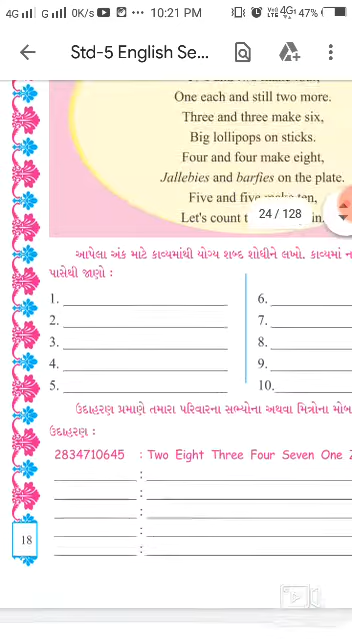 4G G 0K/s ••• 10:21 PM 4G 47%
Std-5 English Se...
One each and still two more.
Three and three make six,
Big lollipops on sticks.
Four and four make eight,
Jallebies and barfies on the plate.
Five and five make ten,
Let's count t
24 / 128
in.
આપેલા અંક માટે કાવ્યમાંથી યોગ્ય શબ્દ શોધીને લખો. કાવ્યમાં ન
પાસેથી જાણો :
1. 6.
2. 7.
3. 8.
4. 9.
5. 10.
ઉદાહરણ પ્રમાણે તમારા પરિવારના સભ્યોના અથવા મિત્રોના મોબ
ઉદાહરણ :
2834710645 : Two Eight Three Four Seven One
:
:
:
:
:
18